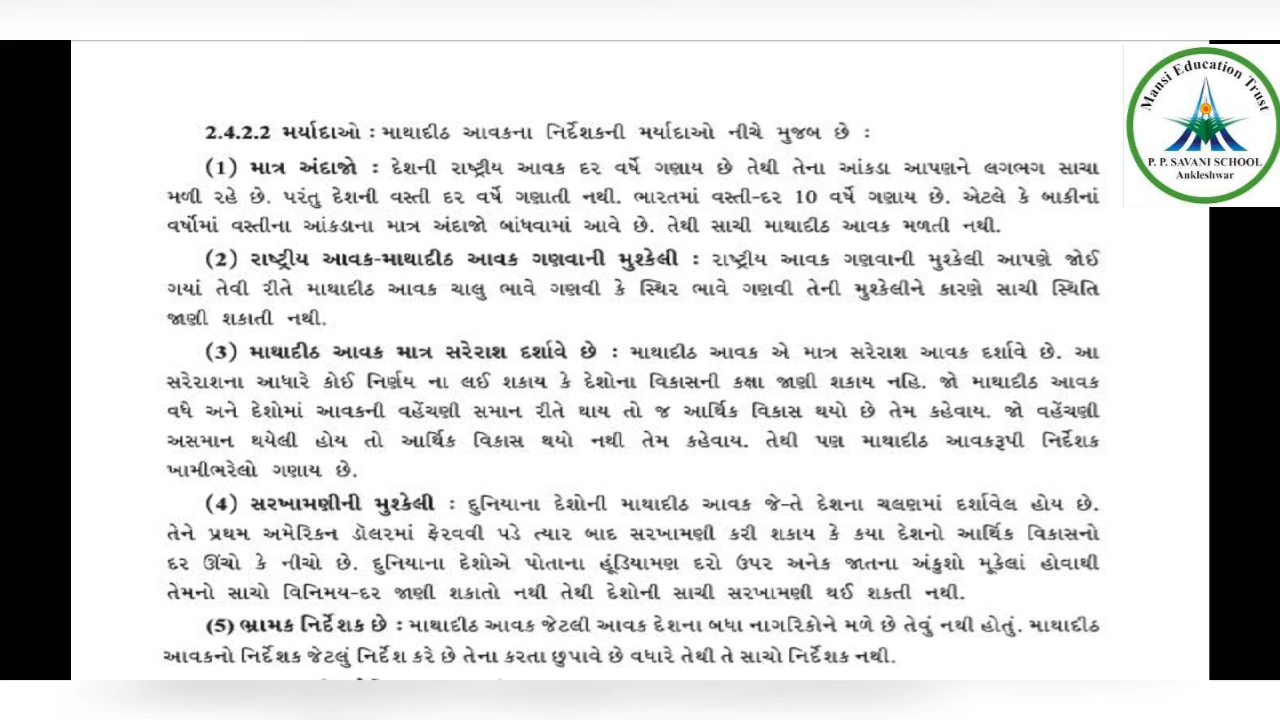 Mansi Education Trust
P. P. SAVANI SCHOOL
Ankleshwar
2.4.2.2 મર્યાદાઓ : માથાદીઠ આવકના નિર્દેશકની મર્યાદાઓ નીચે મુજબ છે :
(1) માત્ર અંદાજો : દેશની રાષ્ટ્રીય આવક દર વર્ષે ગણાય છે તેથી તેના આંકડા આપણને લગભગ સાચા
મળી રહે છે. પરંતુ દેશની વસ્તી દર વર્ષે ગણાતી નથી. ભારતમાં વસ્તી-દર 10 વર્ષે ગણાય છે. એટલે કે બાકીનાં
વર્ષોમાં વસ્તીના આંકડાના માત્ર અંદાજો બાંધવામાં આવે છે. તેથી સાચી માથાદીઠ આવક મળતી નથી.
(2) રાષ્ટ્રીય આવક-માથાદીઠ આવક ગણવાની મુશ્કેલી : રાષ્ટ્રીય આવક ગણવાની મુશ્કેલી આપણે જોઈ
ગયાં તેવી રીતે માથાદીઠ આવક ચાલુ ભાવે ગણવી કે સ્થિર ભાવે ગણવી તેની મુશ્કેલીને કારણે સાચી સ્થિતિ
જાણી શકાતી નથી.
(3) માથાદીઠ આવક માત્ર સરેરાશ દર્શાવે છે : માથાદીઠ આવક એ માત્ર સરેરાશ આવક દર્શાવે છે. આ
સરેરાશના આધારે કોઈ નિર્ણય ના લઈ શકાય કે દેશોના વિકાસની કક્ષા જાણી શકાય નહિ. જો માથાદીઠ આવક
વધે અને દેશોમાં આવકની વહેંચણી સમાન રીતે થાય તો જ આર્થિક વિકાસ થયો છે તેમ કહેવાય. જો વહેંચણી
અસમાન થયેલી હોય તો આર્થિક વિકાસ થયો નથી તેમ કહેવાય. તેથી પણ માથાદીઠ આવકરૂપી નિર્દેશક
ખામીભરેલો ગણાય છે.
(4) સરખામણીની મુશ્કેલી : દુનિયાના દેશોની માથાદીઠ આવક જે-તે દેશના ચલણમાં દર્શાવેલ હોય છે.
તેને પ્રથમ અમેરિકન ડૉલરમાં ફેરવવી પડે ત્યાર બાદ સરખામણી કરી શકાય કે કયા દેશનો આર્થિક વિકાસનો
દર ઊંચો કે નીચો છે. દુનિયાના દેશોએ પોતાના હૂંડિયામણ દરો ઉપર અનેક જાતના અંકુશો મૂકેલાં હોવાથી
તેમનો સાચો વિનિમય-દર જાણી શકાતો નથી તેથી દેશોની સાચી સરખામણી થઈ શકતી નથી.
(5) ભ્રામક નિર્દેશક છે : માથાદીઠ આવક જેટલી આવક દેશના બધા નાગરિકોને મળે છે તેવું નથી હોતું. માથાદીઠ
આવકનો નિર્દેશક જેટલું નિર્દેશ કરે છે તેના કરતા છુપાવે છે વધારે તેથી તે સાચો નિર્દેશક નથી.